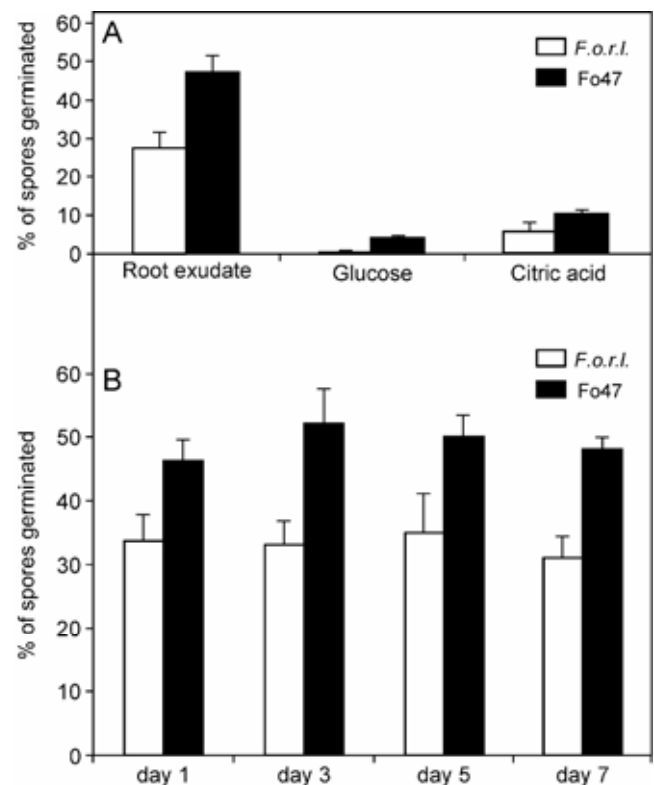 A
F.o.r.l.
Fo47
% of spores germinated
60
50
40
30
20
10
0
Root exudate Glucose Citric acid
B
F.o.r.l.
Fo47
% of spores germinated
60
50
40
30
20
10
0
day 1 day 3 day 5 day 7